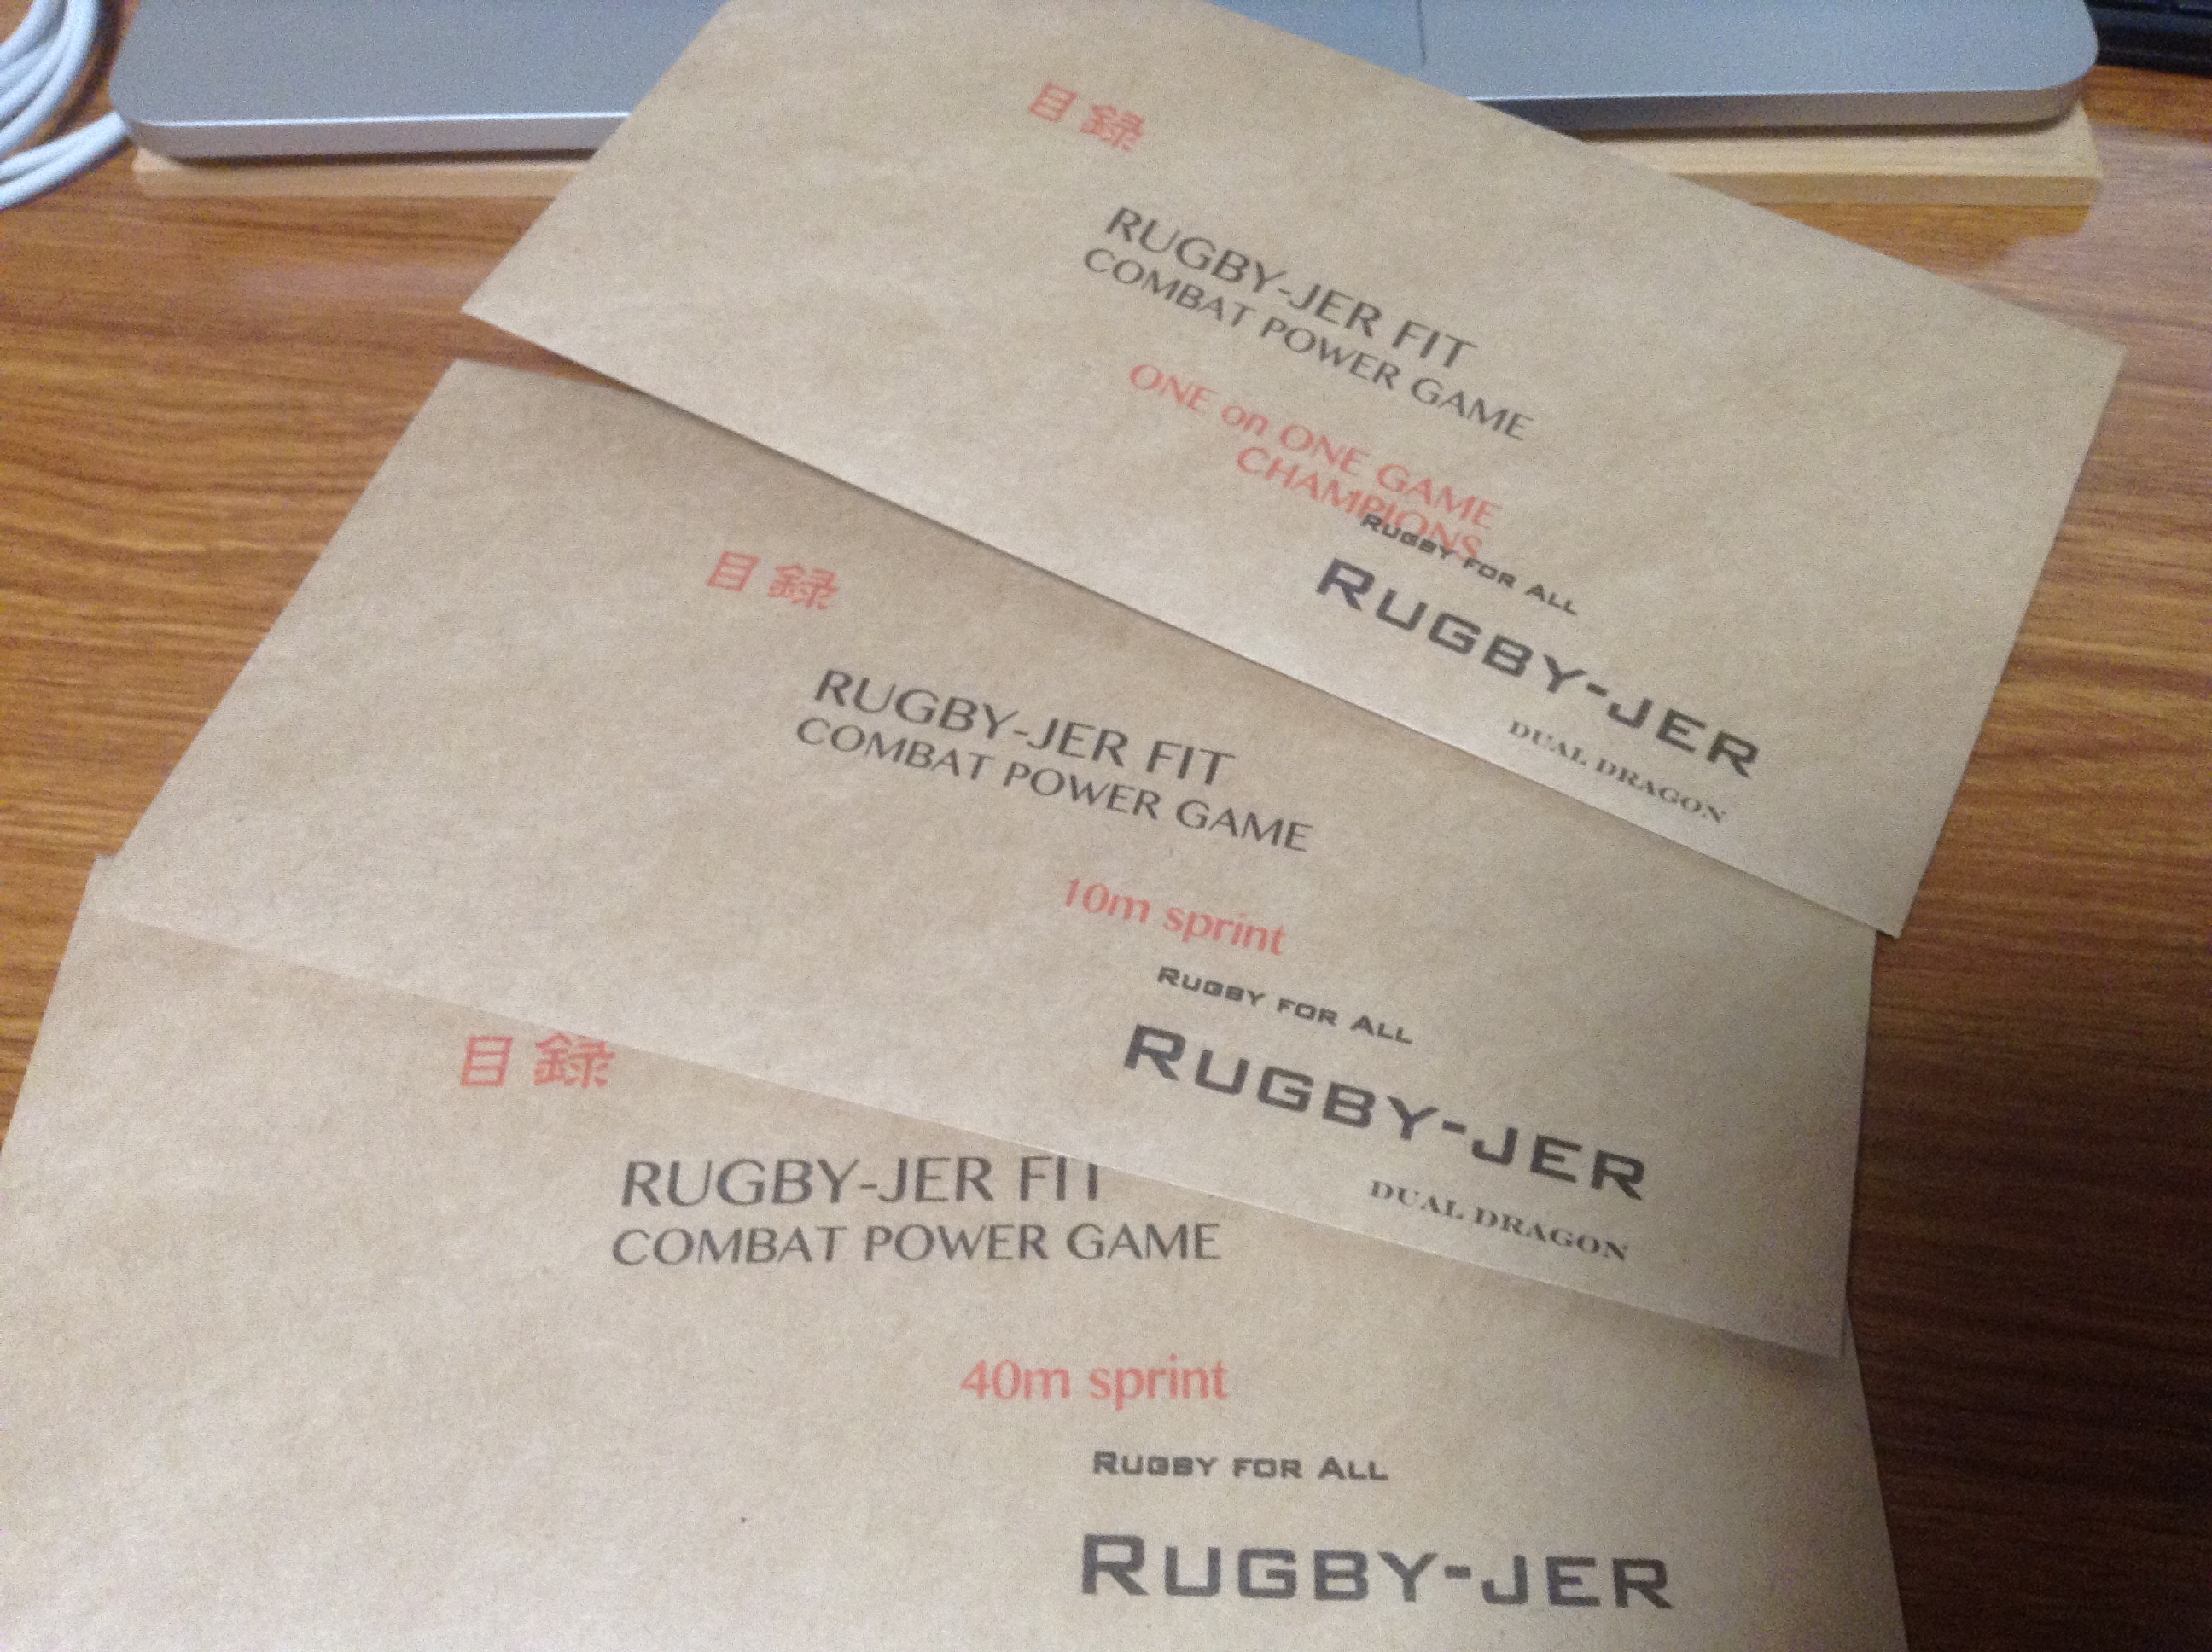 目録
RUGBY-JER FIT
COMBAT POWER GAME
ONE on ONE GAME
CHAMPIONS
RUGBY FOR ALL
RUGBY-JER
DUAL DRAGON
目録
RUGBY-JER FIT
COMBAT POWER GAME
10m sprint
RUGBY FOR ALL
RUGBY-JER
DUAL DRAGON
目録
RUGBY-JER FIT
COMBAT POWER GAME
40m sprint
RUGBY FOR ALL
RUGBY-JER